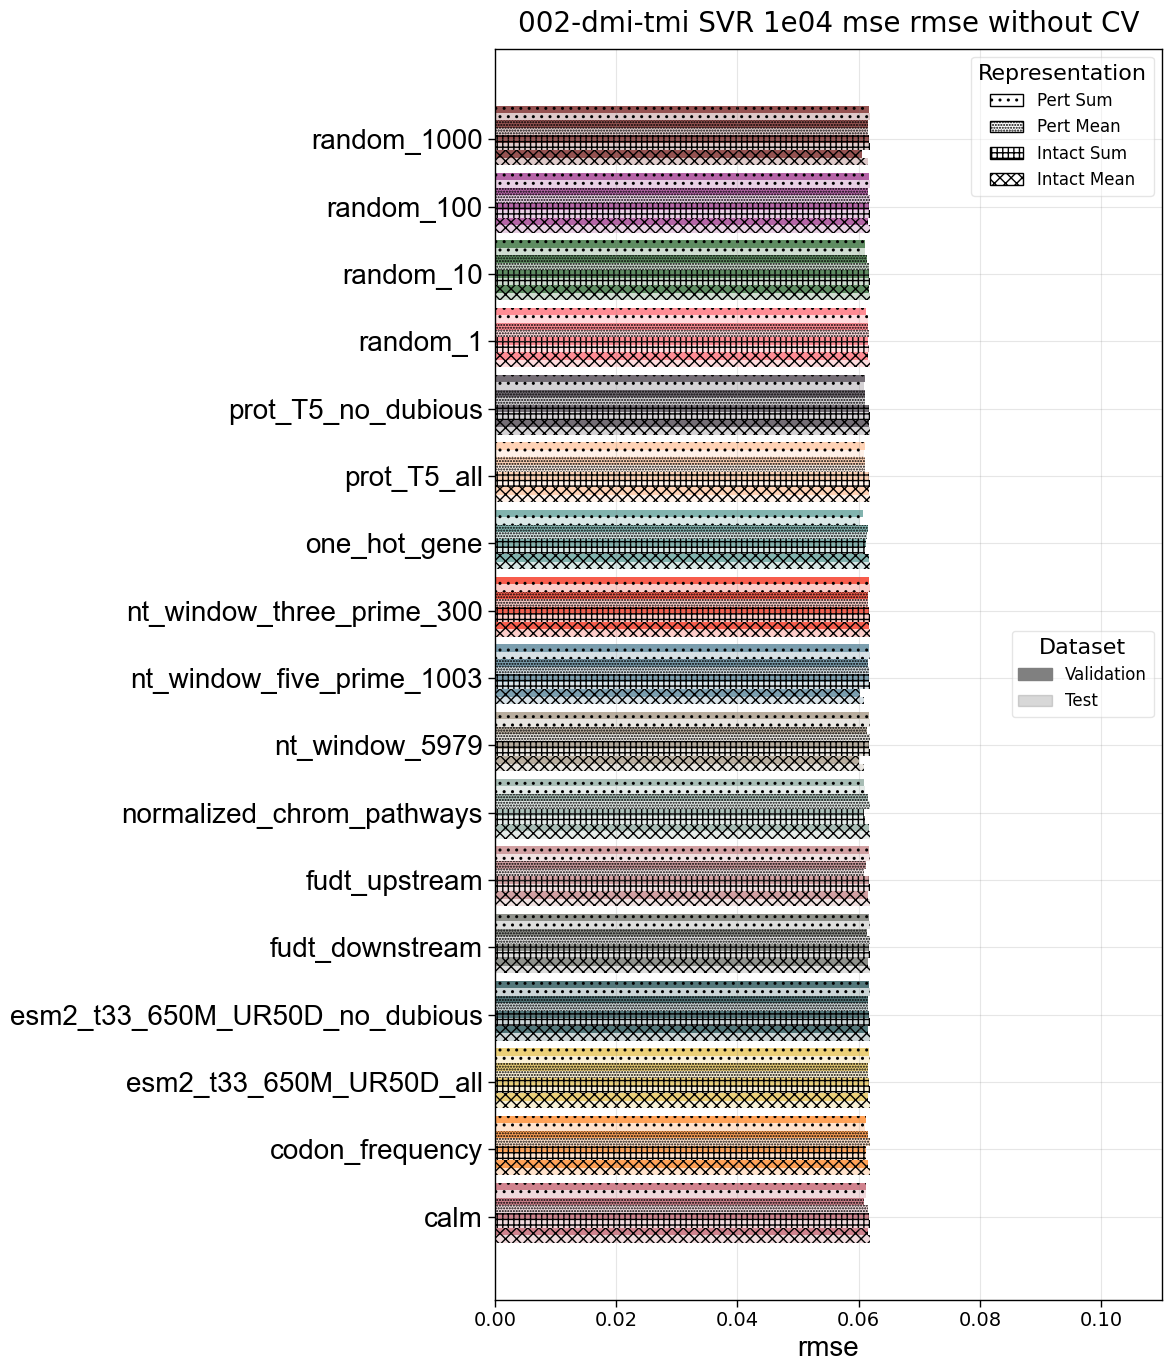 002-dmi-tmi SVR 1e04 mse rmse without CV
Representation
Pert Sum
Pert Mean
Intact Sum
Intact Mean
random_1000
random_100
random_10
random_1
prot_T5_no_dubious
prot_T5_all
one_hot_gene
nt_window_three_prime_300
nt_window_five_prime_1003
Dataset
Validation
Test
nt_window_5979
normalized_chrom_pathways
fudt_upstream
fudt_downstream
esm2_t33_650M_UR50D_no_dubious
esm2_t33_650M_UR50D_all
codon_frequency
calm
0.00 0.02 0.04 0.06 0.08 0.10
rmse